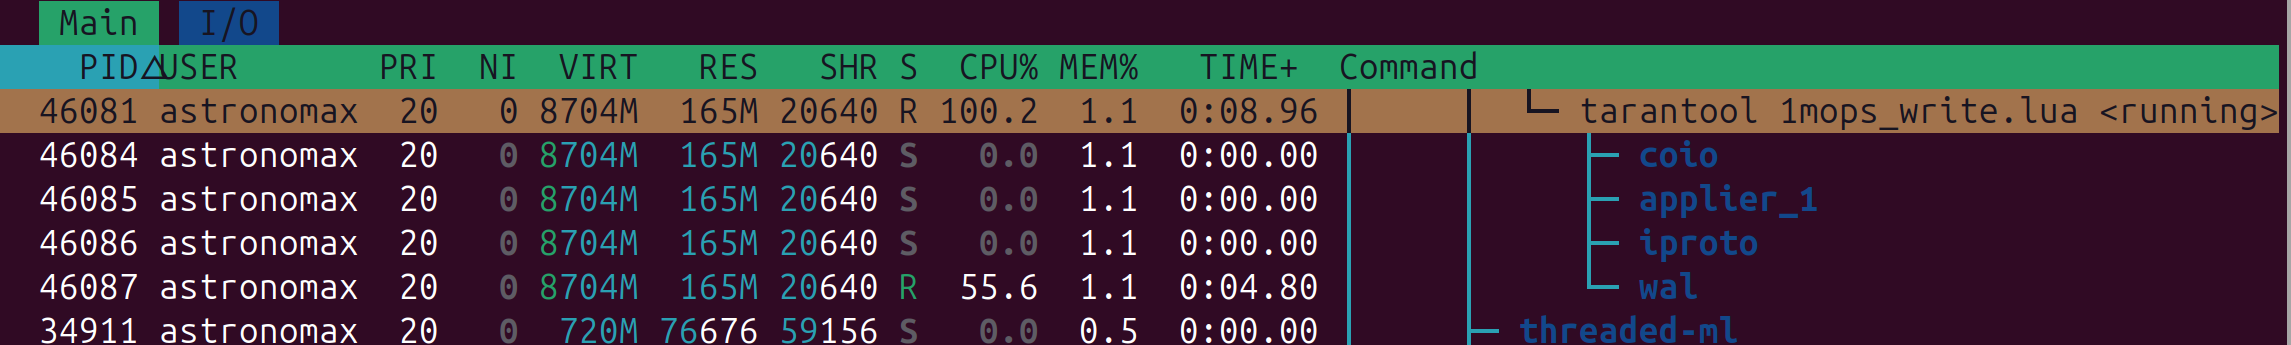 Main I/O
PID△USER PRI NI VIRT RES SHR S CPU% MEM% TIME+ Command
46081 astronomax 20 0 8704M 165M 20640 R 100.2 1.1 0:08.96 tarantool 1mops_write.lua <running>
46084 astronomax 20 0 8704M 165M 20640 S 0.0 1.1 0:00.00 coio
46085 astronomax 20 0 8704M 165M 20640 S 0.0 1.1 0:00.00 applier_1
46086 astronomax 20 0 8704M 165M 20640 S 0.0 1.1 0:00.00 iproto
46087 astronomax 20 0 8704M 165M 20640 R 55.6 1.1 0:04.80 wal
34911 astronomax 20 0 720M 76676 59156 S 0.0 0.5 0:00.00 threaded-ml